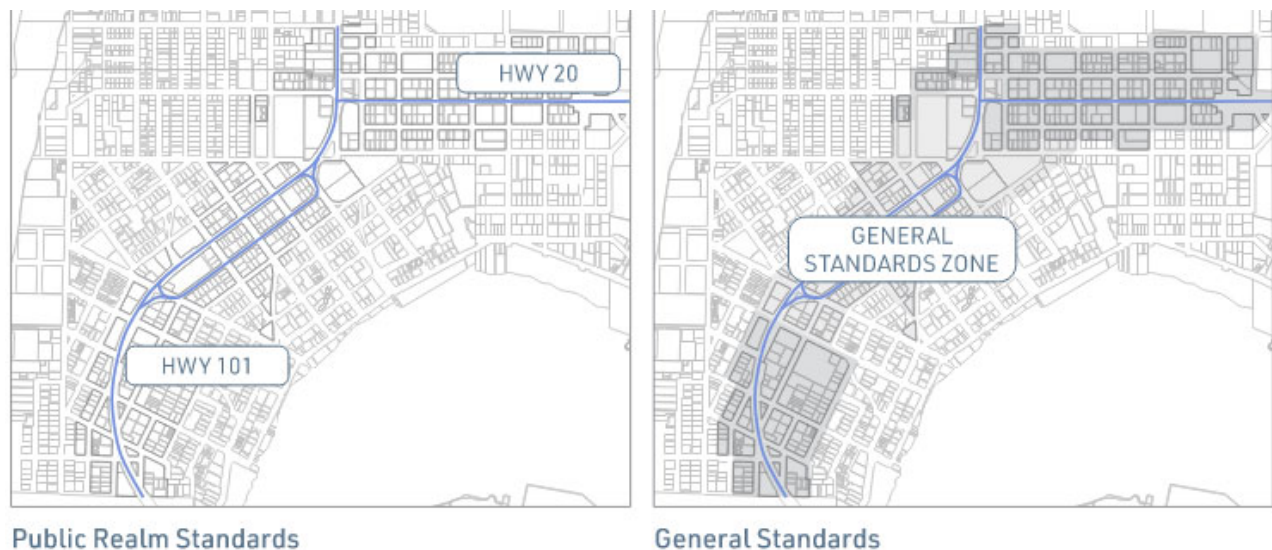 HWY 20
HWY 101
Public Realm Standards
GENERAL
STANDARDS ZONE
General Standards